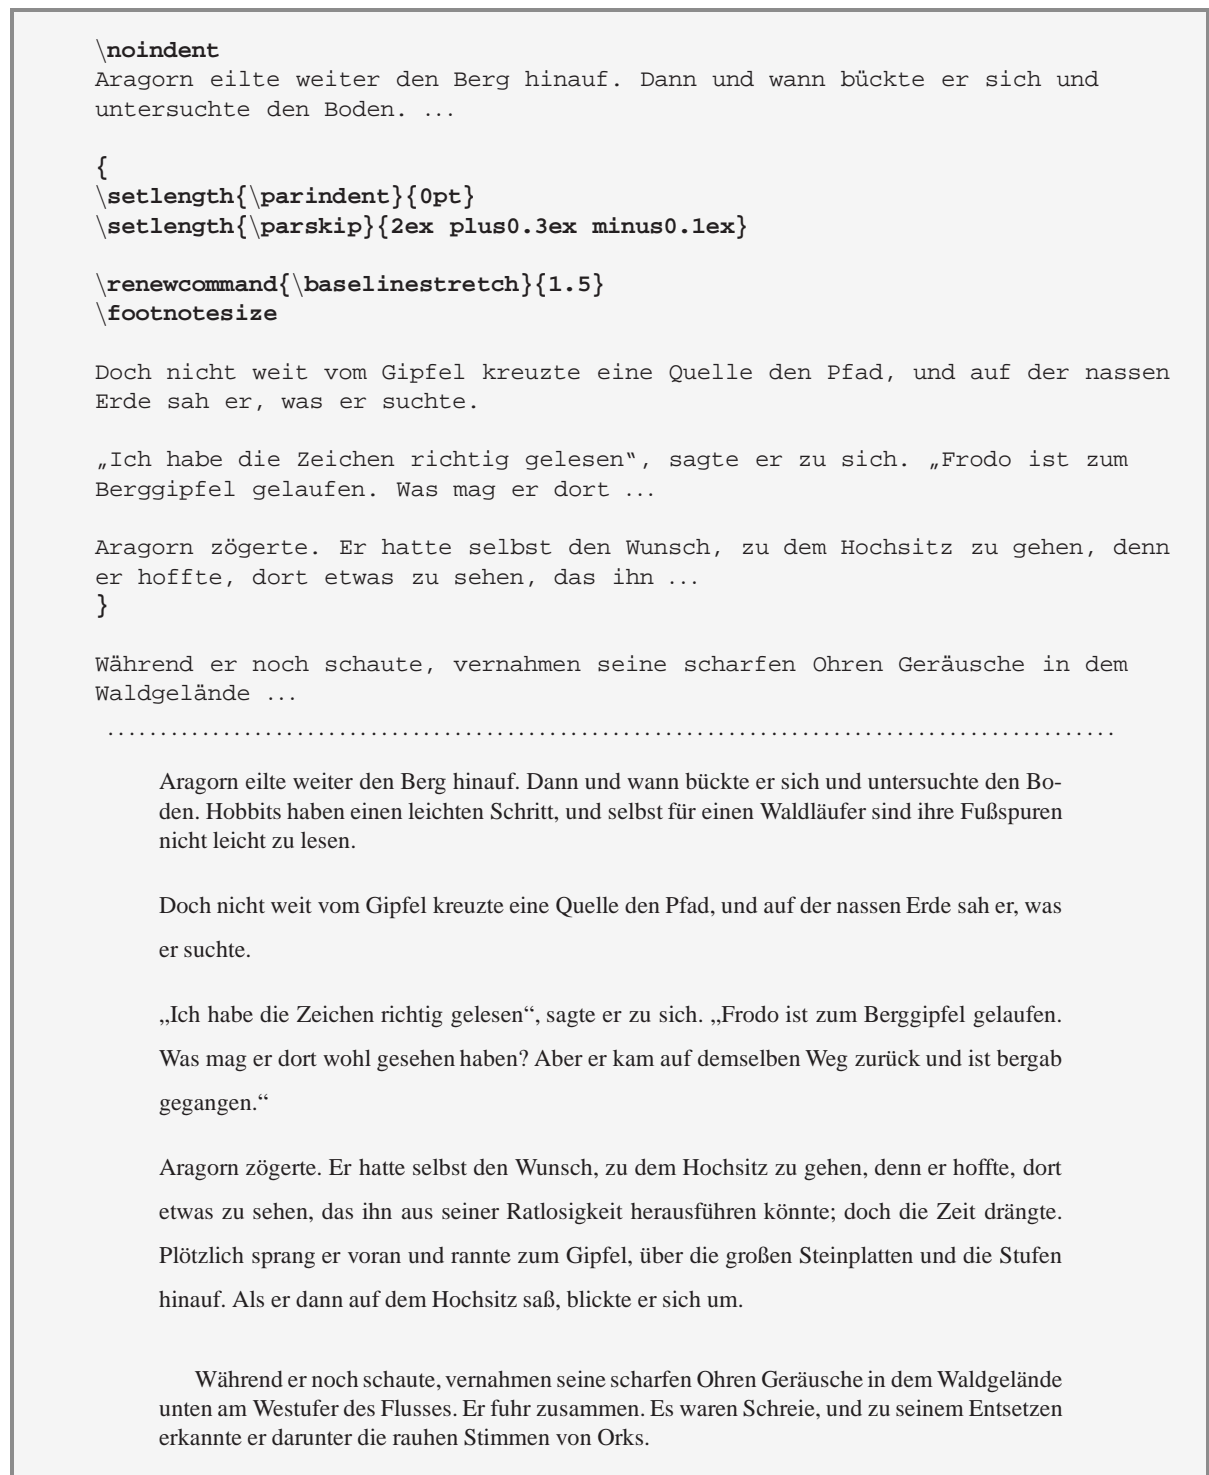 \noindent
Aragorn eilte weiter den Berg hinauf. Dann und wann bückte er sich und
untersuchte den Boden. ...
{
\setlength{\parindent}{0pt}
\setlength{\parskip}{2ex plus0.3ex minus0.1ex}
\renewcommand{\baselinestretch}{1.5}
\footnotesize
Doch nicht weit vom Gipfel kreuzte eine Quelle den Pfad, und auf der nassen
Erde sah er, was er suchte.
„Ich habe die Zeichen richtig gelesen“, sagte er zu sich. „Frodo ist zum
Berggipfel gelaufen. Was mag er dort ...
Aragorn zögerte. Er hatte selbst den Wunsch, zu dem Hochsitz zu gehen, denn
er hoffte, dort etwas zu sehen, das ihn ...
}
Während er noch schaute, vernahmen seine scharfen Ohren Geräusche in dem
Waldgelände ...
Aragorn eilte weiter den Berg hinauf. Dann und wann bückte er sich und untersuchte den Bo-
den. Hobbits haben einen leichten Schritt, und selbst für einen Waldläufer sind ihre Fußspuren
nicht leicht zu lesen.
Doch nicht weit vom Gipfel kreuzte eine Quelle den Pfad, und auf der nassen Erde sah er, was
er suchte.
„Ich habe die Zeichen richtig gelesen“, sagte er zu sich. „Frodo ist zum Berggipfel gelaufen.
Was mag er dort wohl gesehen haben? Aber er kam auf demselben Weg zurück und ist bergab
gegangen.“
Aragorn zögerte. Er hatte selbst den Wunsch, zu dem Hochsitz zu gehen, denn er hoffte, dort
etwas zu sehen, das ihn aus seiner Ratlosigkeit herausführen könnte; doch die Zeit drängte.
Plötzlich sprang er voran und rannte zum Gipfel, über die großen Steinplatten und die Stufen
hinauf. Als er dann auf dem Hochsitz saß, blickte er sich um.
Während er noch schaute, vernahmen seine scharfen Ohren Geräusche in dem Waldgelände
unten am Westufer des Flusses. Er fuhr zusammen. Es waren Schreie, und zu seinem Entsetzen
erkannte er darunter die rauhen Stimmen von Orks.